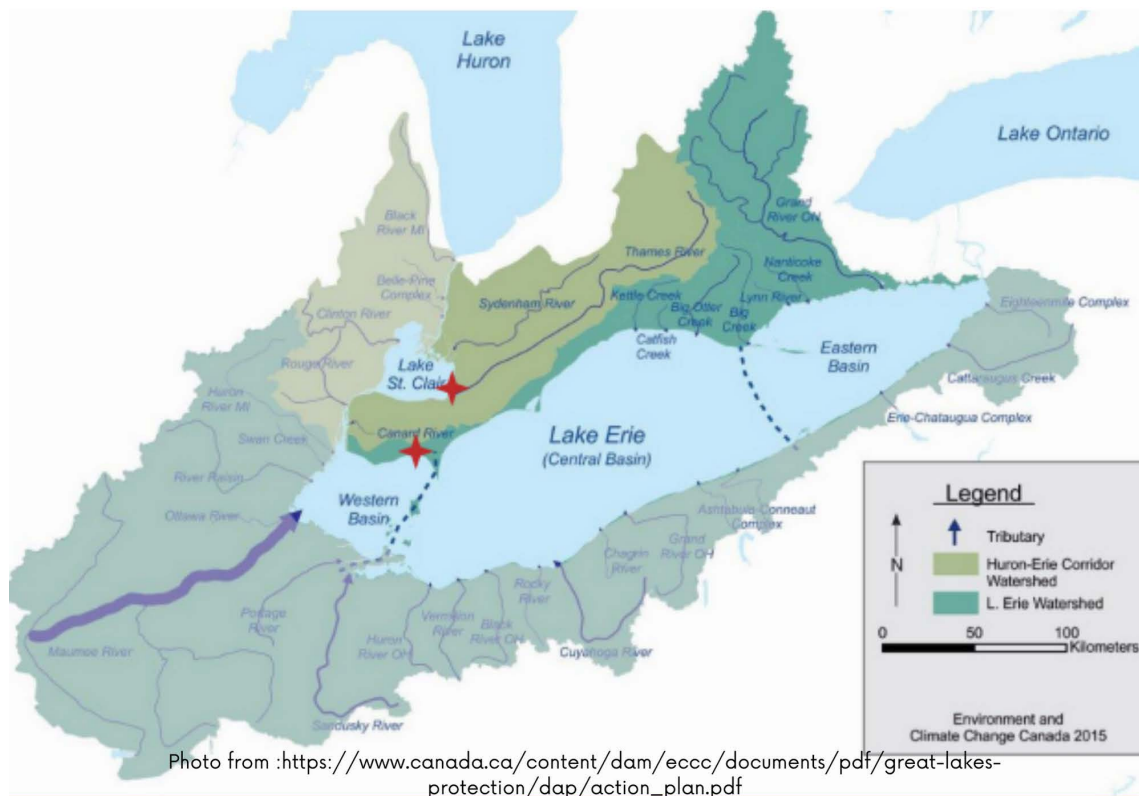 Lake
Huron
Lake Ontario
Black
River MI
Grand
River ON
Thames River
Nanticoke
Creek
Belle-Pine
Complex
Sydenham River
Kettle Creek
Lynn River
Big Otter
Creek
Big
Creek
Eighteenmile Complex
Clinton River
Catfish
Creek
Rouge River
Lake
St. Clair
Eastern
Basin
Cattaraugus Greek
Huron
River MI
Erie-Chataugua Complex
Swan Creek
Canard River
Lake Erie
(Central Basin)
River Raisin
Western
Basin
Ottawa River
Ashtabula-Conneaut
Complex
Grand
River OH
Chagrin
River
Rocky
River
Portage
River
Vermilion
River
Black
River OH
Huron
River OH
Maumee River
Cuyahoga River
Sandusky River
Legend
N
Tributary
Huron-Erie Corridor
Watershed
L. Erie Watershed
0 50 100
Kilometers
Environment and
Climate Change Canada 2015
Photo from :https://www.canada.ca/content/dam/eccc/documents/pdf/great-lakes-
protection/dap/action_plan.pdf